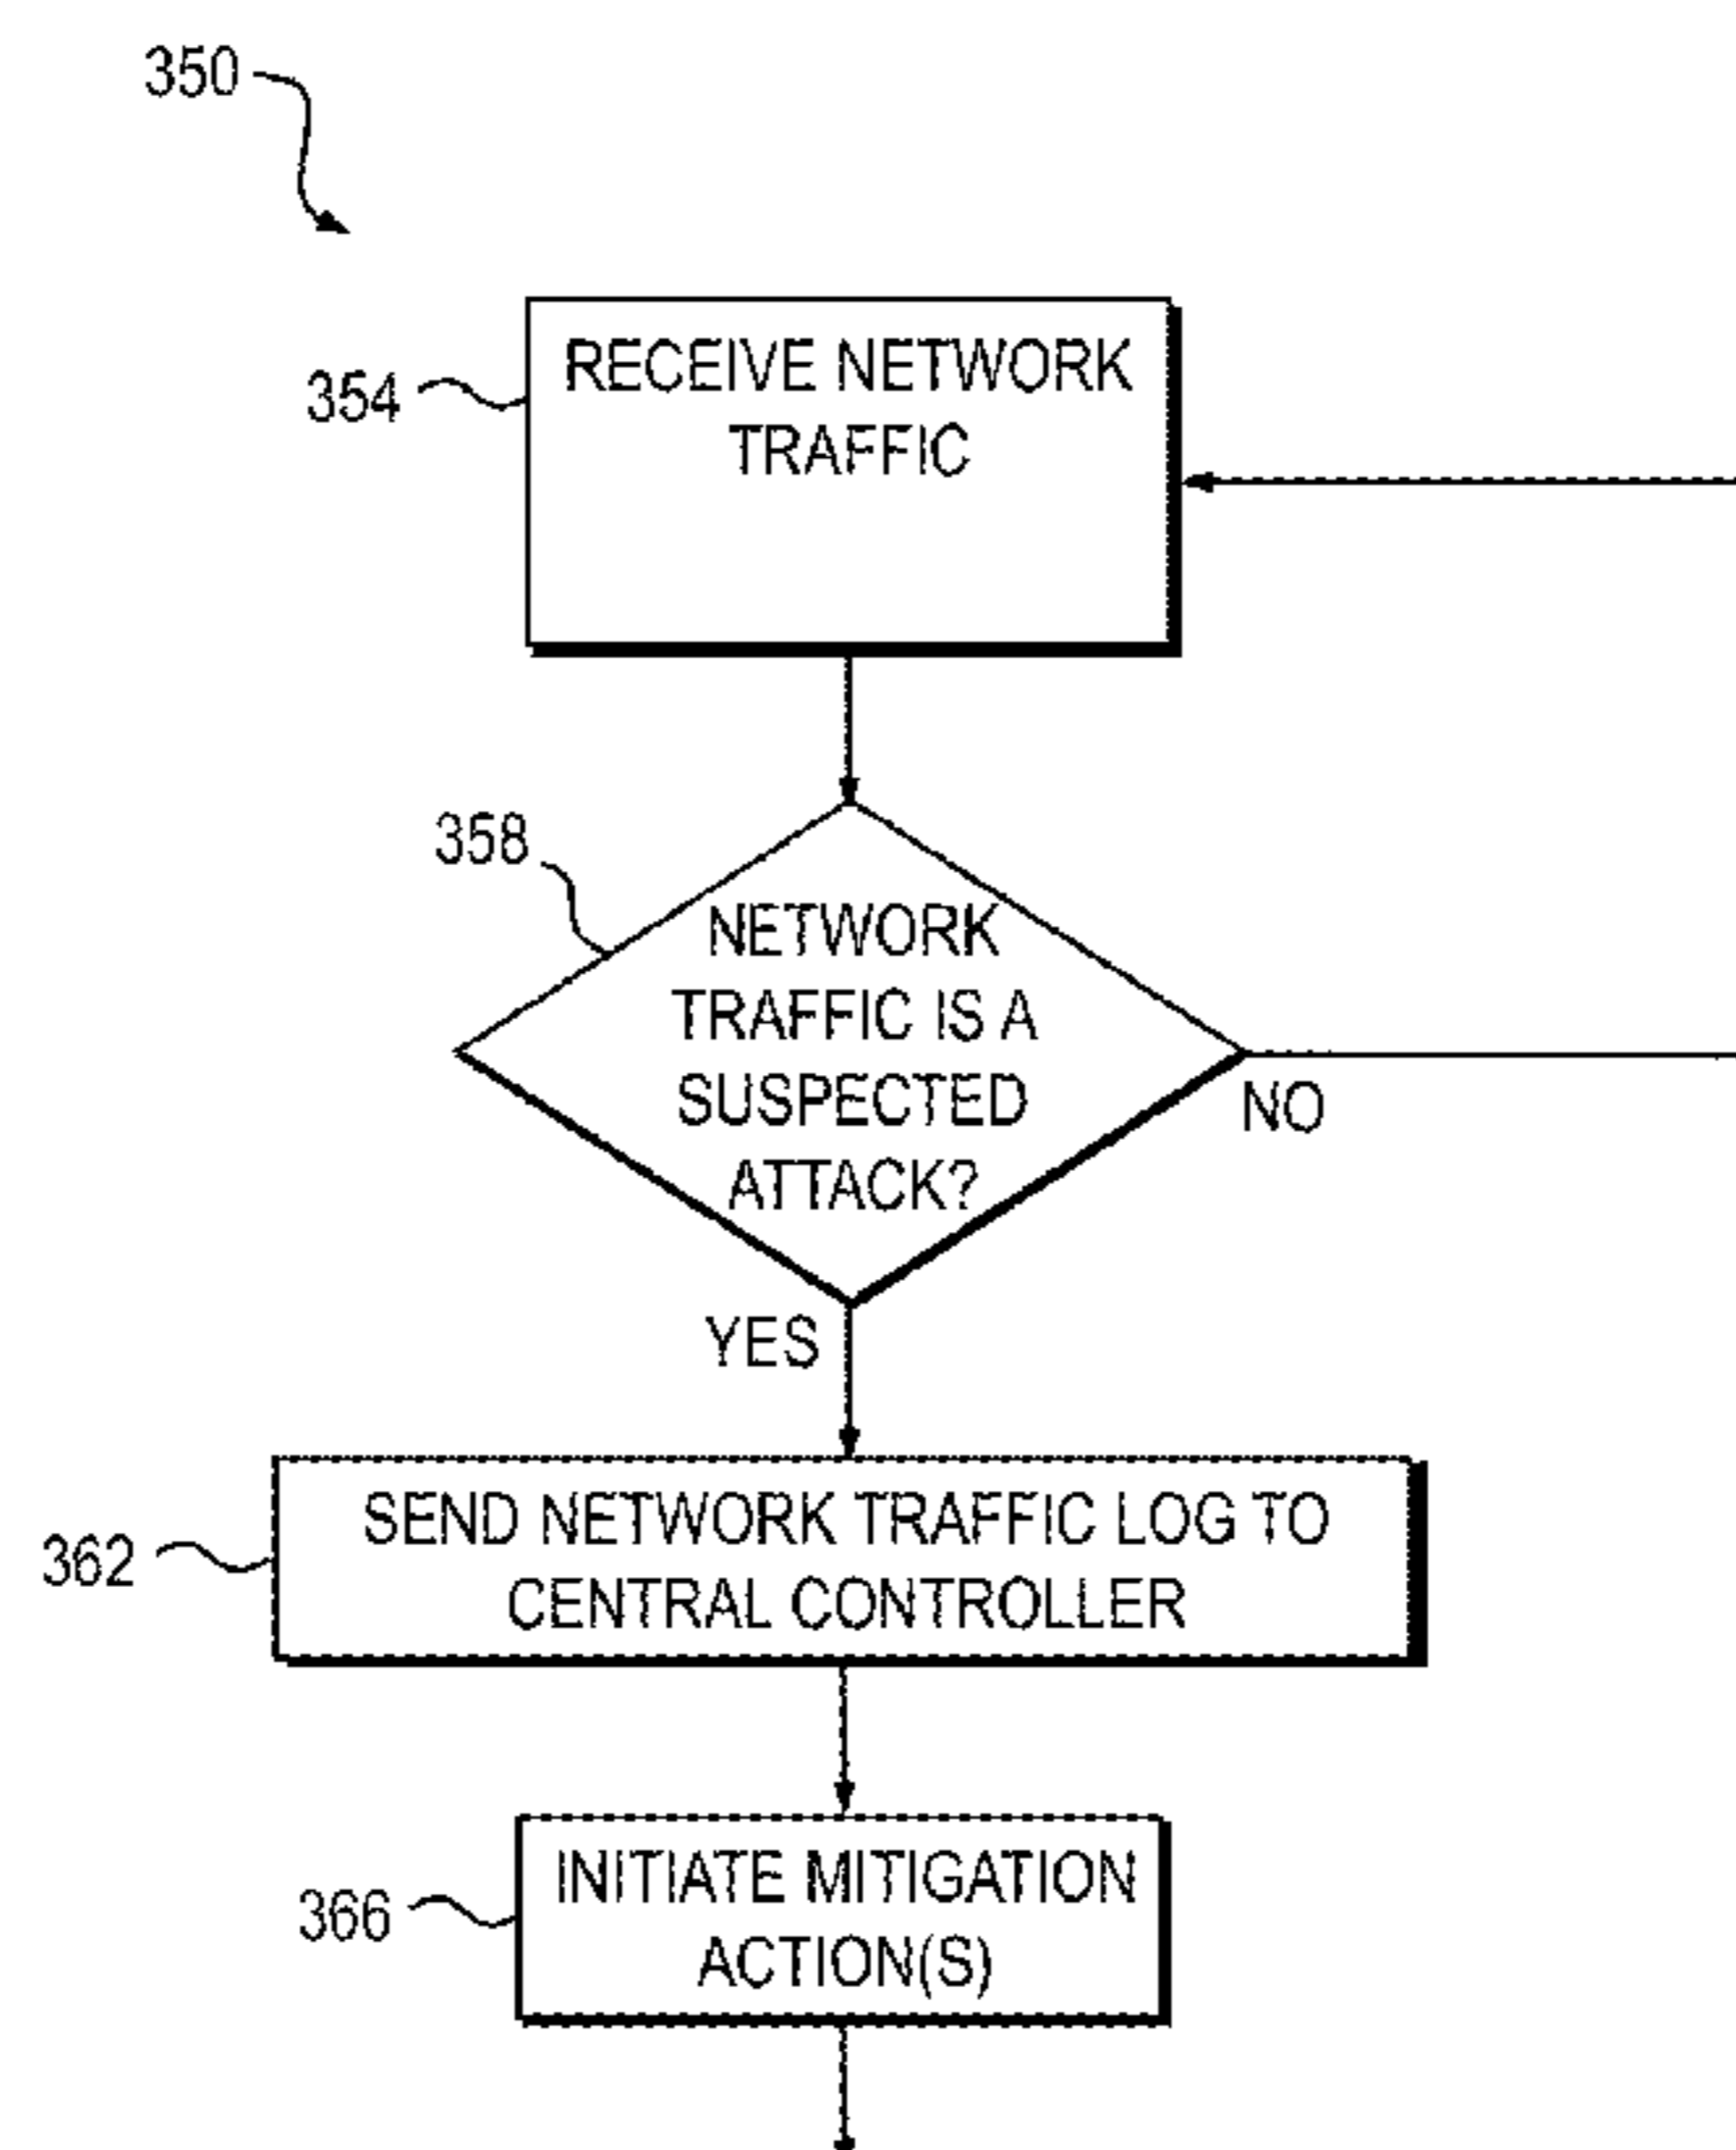 350
354
RECEIVE NETWORK
TRAFFIC
358
NETWORK
TRAFFIC IS A
SUSPECTED
ATTACK?
NO
YES
362
SEND NETWORK TRAFFIC LOG TO
CENTRAL CONTROLLER
366
INITIATE MITIGATION
ACTION(S)